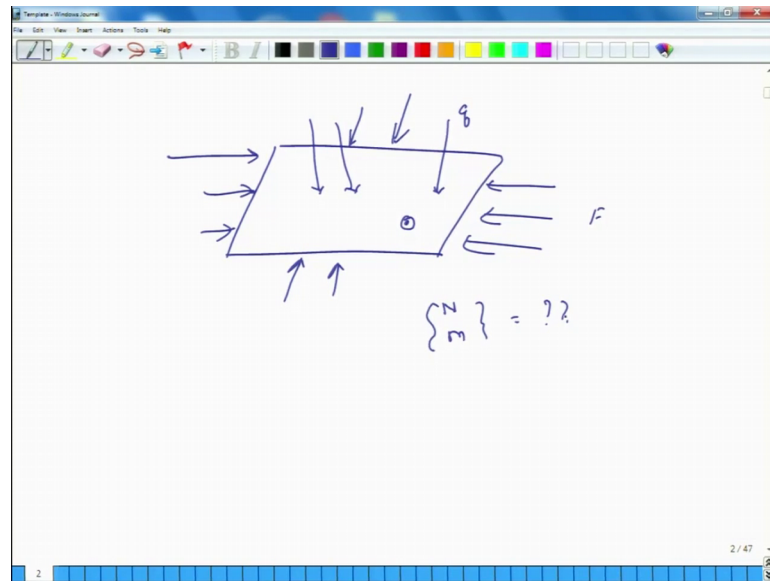 Template - Windows Journal
File Edit View Insert Actions Tools Help
B I
q
F
{N
m} = ??
2 / 47
2